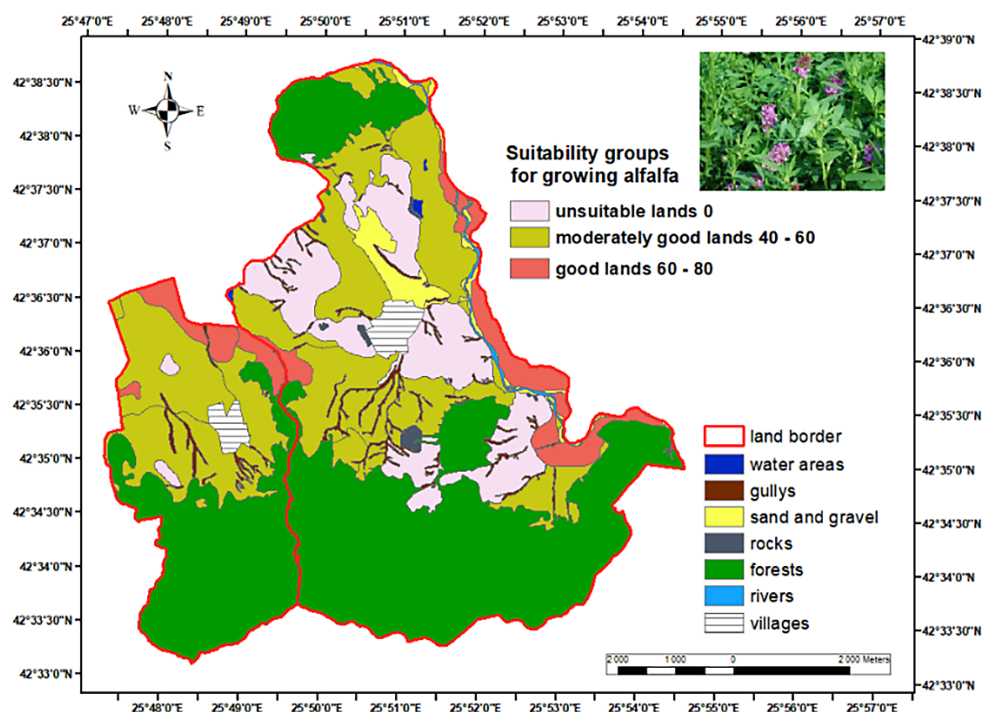 25°47'0"E 25°48'0"E 25°49'0"E 25°50'0"E 25°51'0"E 25°52'0"E 25°53'0"E 25°54'0"E 25°55'0"E 25°56'0"E 25°57'0"E
42°39'0"N
42°38'30"N
42°38'0"N
42°37'30"N
42°37'0"N
42°36'30"N
42°36'0"N
42°35'30"N
42°35'0"N
42°34'30"N
42°34'0"N
42°33'30"N
42°33'0"N
42°38'30"N
42°38'0"N
42°37'30"N
42°37'0"N
42°36'30"N
42°36'0"N
42°35'30"N
42°35'0"N
42°34'30"N
42°34'0"N
42°33'30"N
42°33'0"N
N
W E
S
Suitability groups
for growing alfalfa
unsuitable lands 0
moderately good lands 40 - 60
good lands 60 - 80
land border
water areas
gullys
sand and gravel
rocks
forests
rivers
villages
2 000 1 000 0 2 000 Meters
25°48'0"E 25°49'0"E 25°50'0"E 25°51'0"E 25°52'0"E 25°53'0"E 25°54'0"E 25°55'0"E 25°56'0"E 25°57'0"E